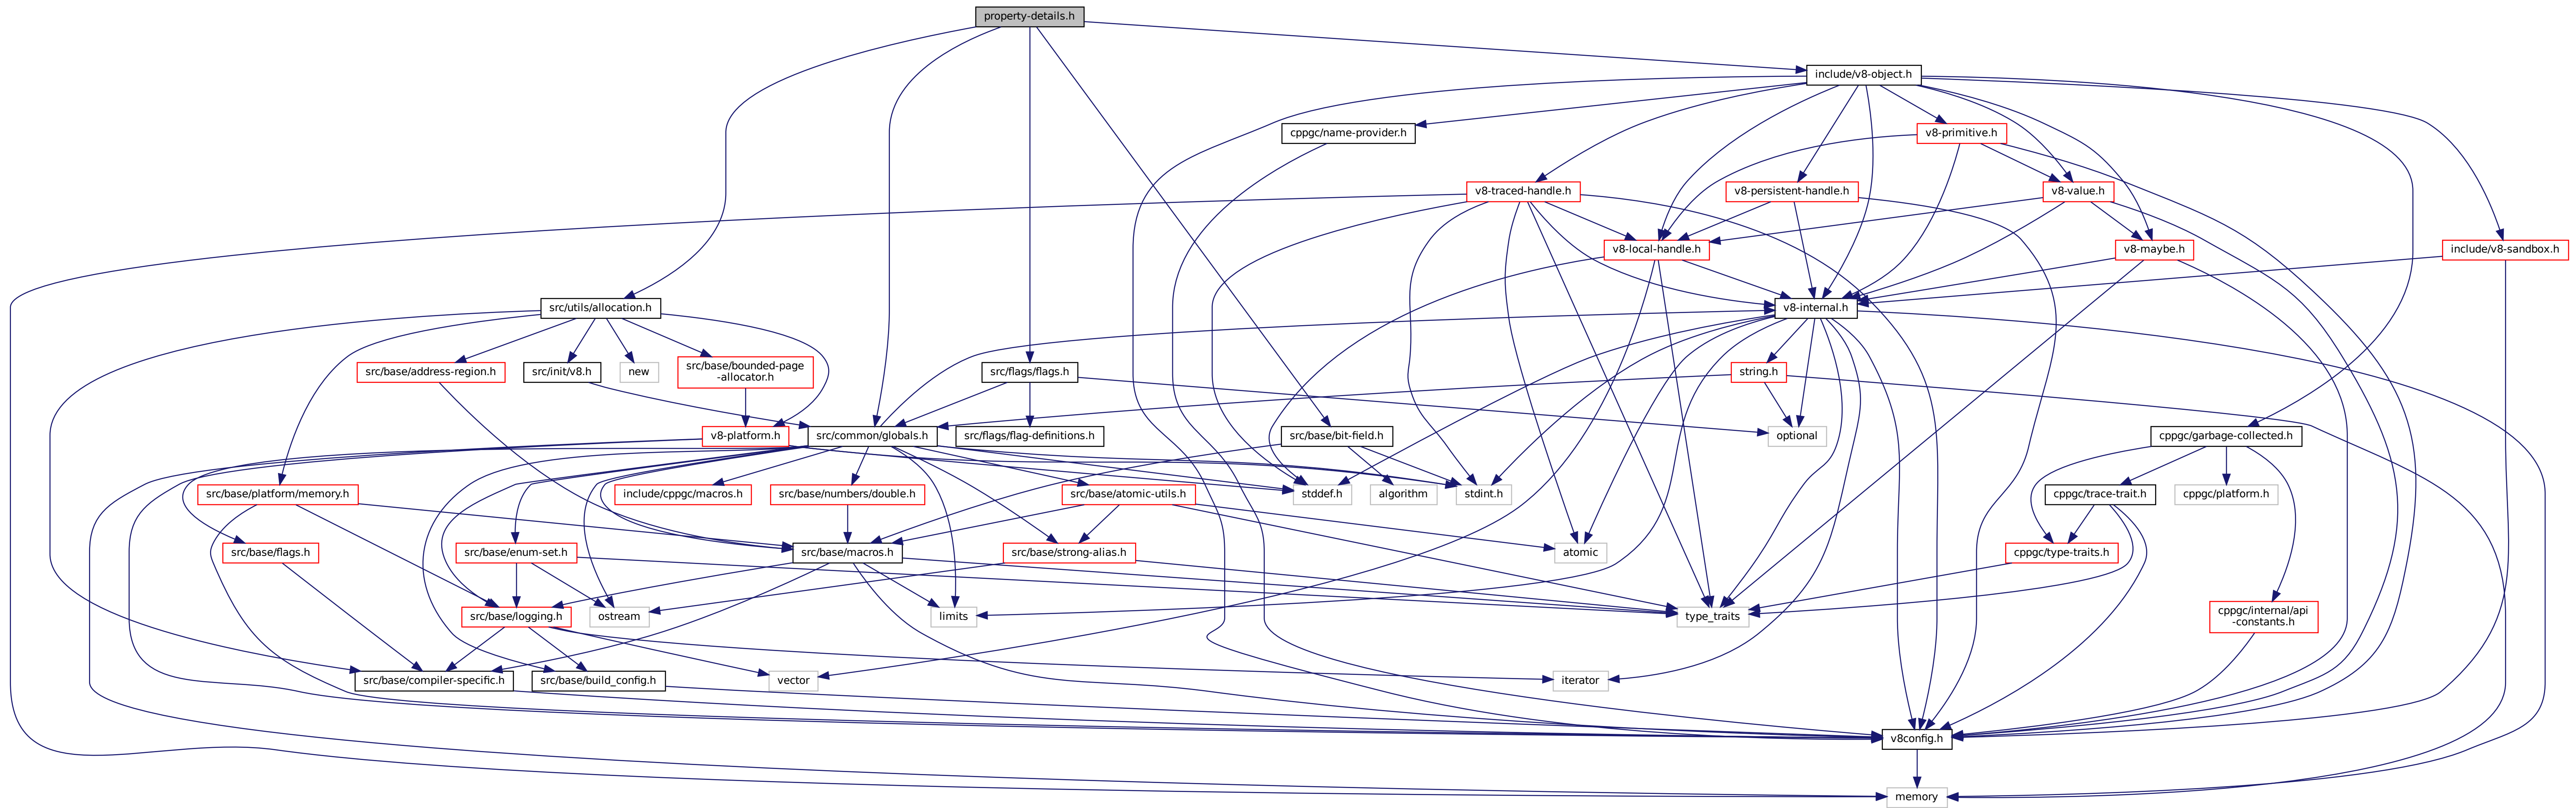 property-details.h
include/v8-object.h
cppgc/name-provider.h
v8-primitive.h
v8-traced-handle.h
v8-persistent-handle.h
v8-value.h
v8-local-handle.h
v8-maybe.h
include/v8-sandbox.h
src/utils/allocation.h
v8-internal.h
src/base/address-region.h
src/init/v8.h
new
src/base/bounded-page
-allocator.h
src/flags/flags.h
string.h
v8-platform.h
src/common/globals.h
src/flags/flag-definitions.h
src/base/bit-field.h
optional
cppgc/garbage-collected.h
src/base/platform/memory.h
include/cppgc/macros.h
src/base/numbers/double.h
src/base/atomic-utils.h
stddef.h
algorithm
stdint.h
cppgc/trace-trait.h
cppgc/platform.h
src/base/flags.h
src/base/enum-set.h
src/base/macros.h
src/base/strong-alias.h
atomic
cppgc/type-traits.h
src/base/logging.h
ostream
limits
type_traits
cppgc/internal/api
-constants.h
src/base/compiler-specific.h
src/base/build_config.h
vector
iterator
v8config.h
memory